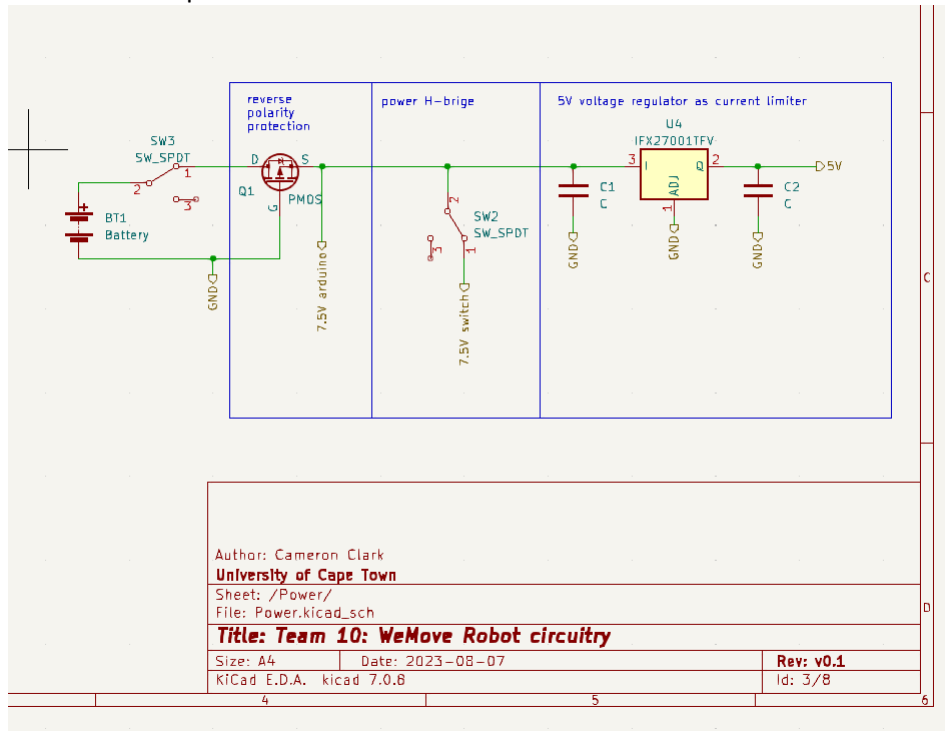 reverse
polarity
protection
power H-brige
5V voltage regulator as current limiter
U4
IFX27001TFV
SW3
SW_SPDT
1
2
3
D
S
Q1
G
PMOS
3
I
Q
2
ADJ
1
5V
BT1
Battery
2
SW2
SW_SPDT
3
1
C1
C
C2
C
GND
7.5V arduino
7.5V switch
GND
GND
GND
C
Author: Cameron Clark
University of Cape Town
Sheet: /Power/
File: Power.kicad_sch
D
Title: Team 10: WeMove Robot circuitry
Size: A4
Date: 2023-08-07
Rev: v0.1
KiCad E.D.A. kicad 7.0.6
Id: 3/8
4
5
6